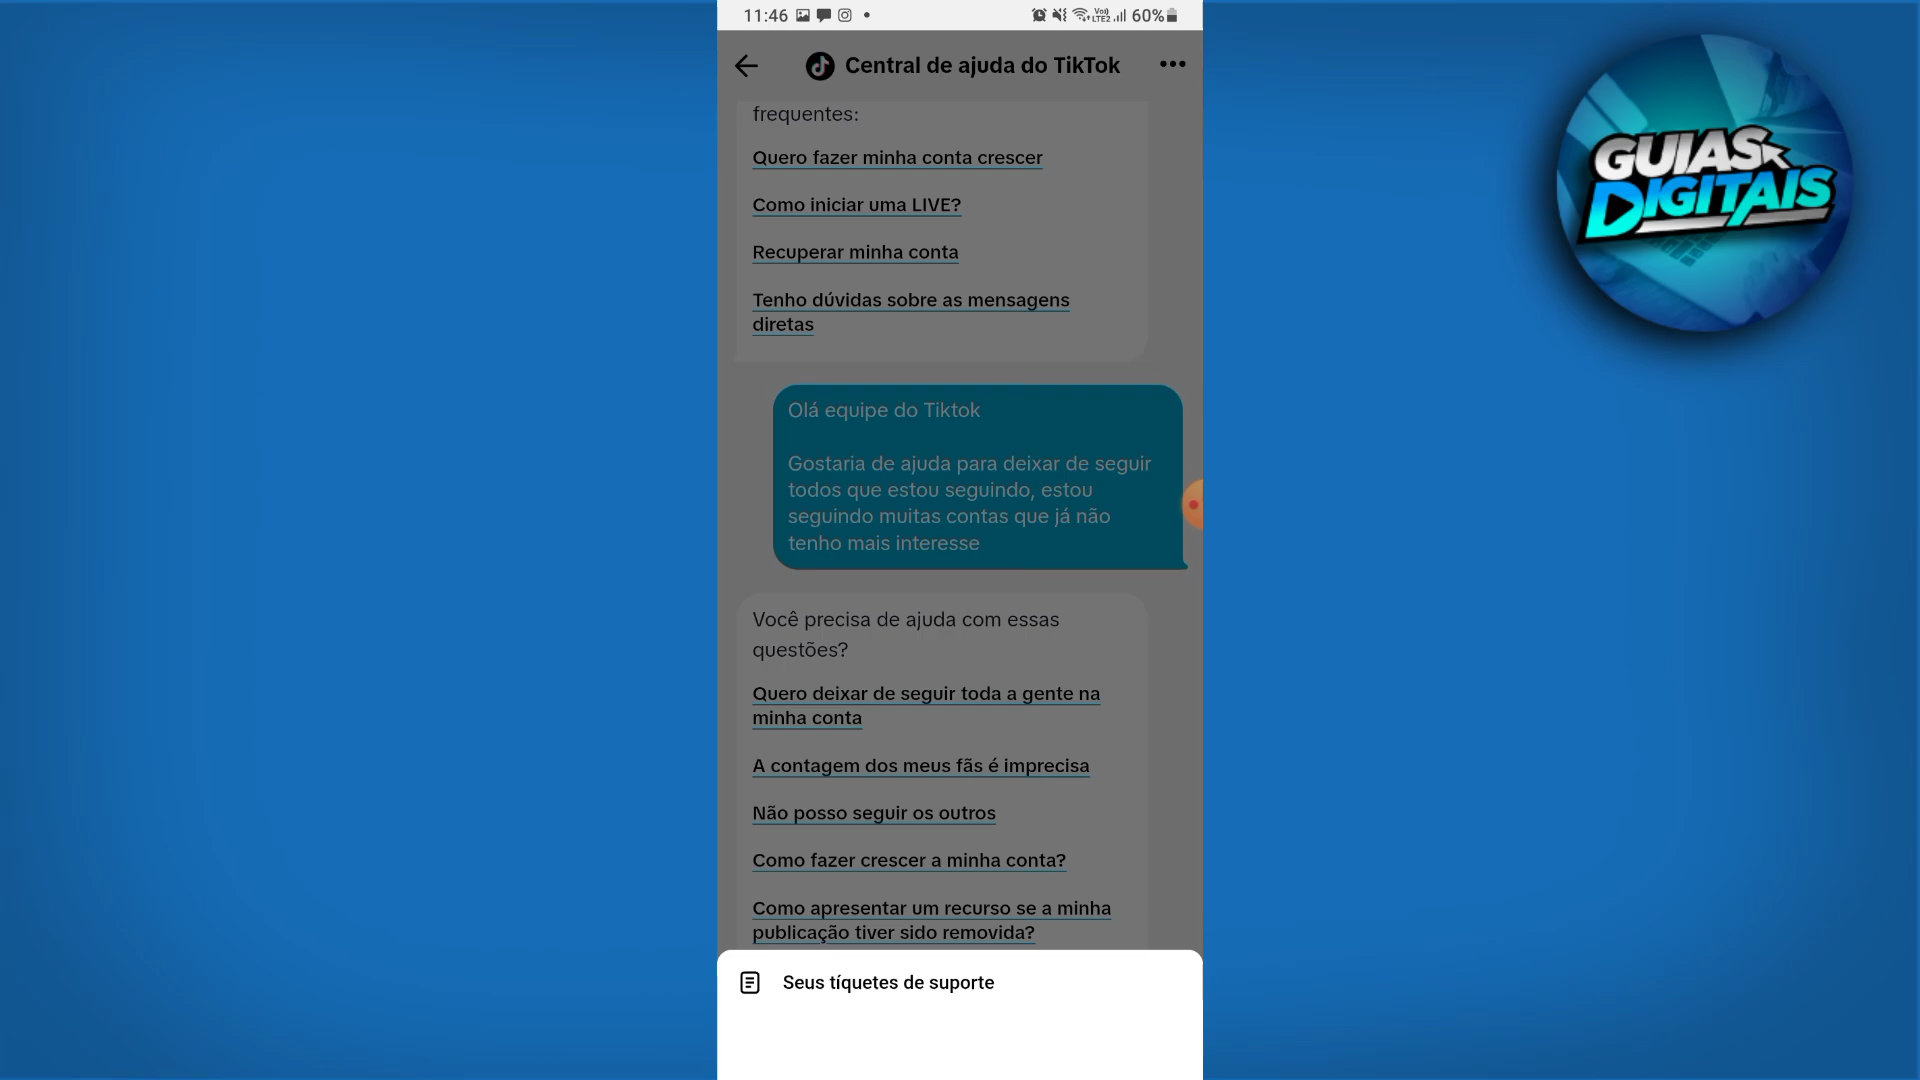 11:46
Vo))
LTE2
60%
Central de ajuda do TikTok
frequentes:
Quero fazer minha conta crescer
Como iniciar uma LIVE?
Recuperar minha conta
Tenho dúvidas sobre as mensagens
diretas
Olá equipe do Tiktok
Gostaria de ajuda para deixar de seguir
todos que estou seguindo, estou
seguindo muitas contas que já não
tenho mais interesse
Você precisa de ajuda com essas
questões?
Quero deixar de seguir toda a gente na
minha conta
A contagem dos meus fãs é imprecisa
Não posso seguir os outros
Como fazer crescer a minha conta?
Como apresentar um recurso se a minha
publicação tiver sido removida?
Seus tíquetes de suporte
GUIAS
DIGITAIS